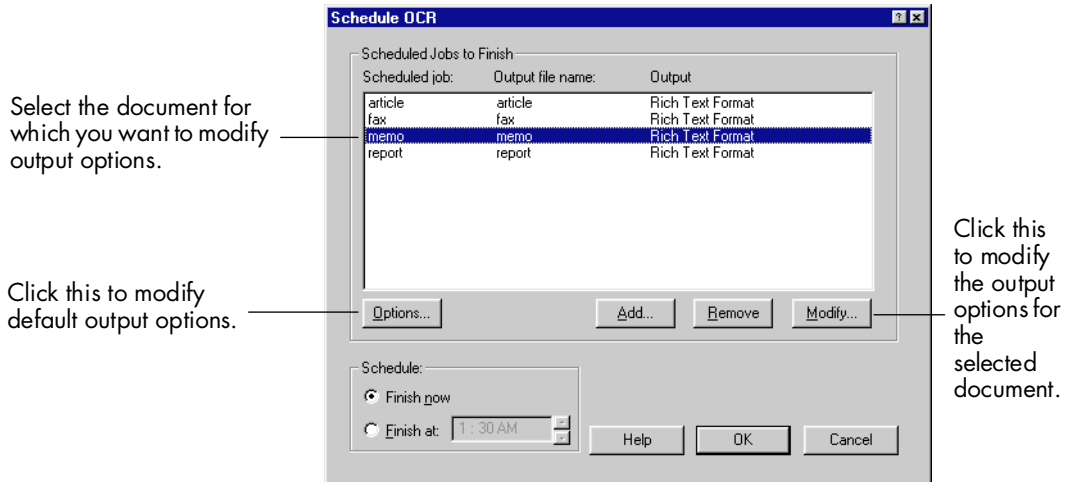 Schedule OCR
Scheduled Jobs to Finish
Scheduled job: Output file name: Output
article article Rich Text Format
fax fax Rich Text Format
memo memo Rich Text Format
report report Rich Text Format
Select the document for
which you want to modify
output options.
Click this to modify
default output options.
Options... Add... Remove Modify...
Click this
to modify
the output
options for
the
selected
document.
Schedule:
Finish now
Finish at: 1 : 30 AM
Help OK Cancel